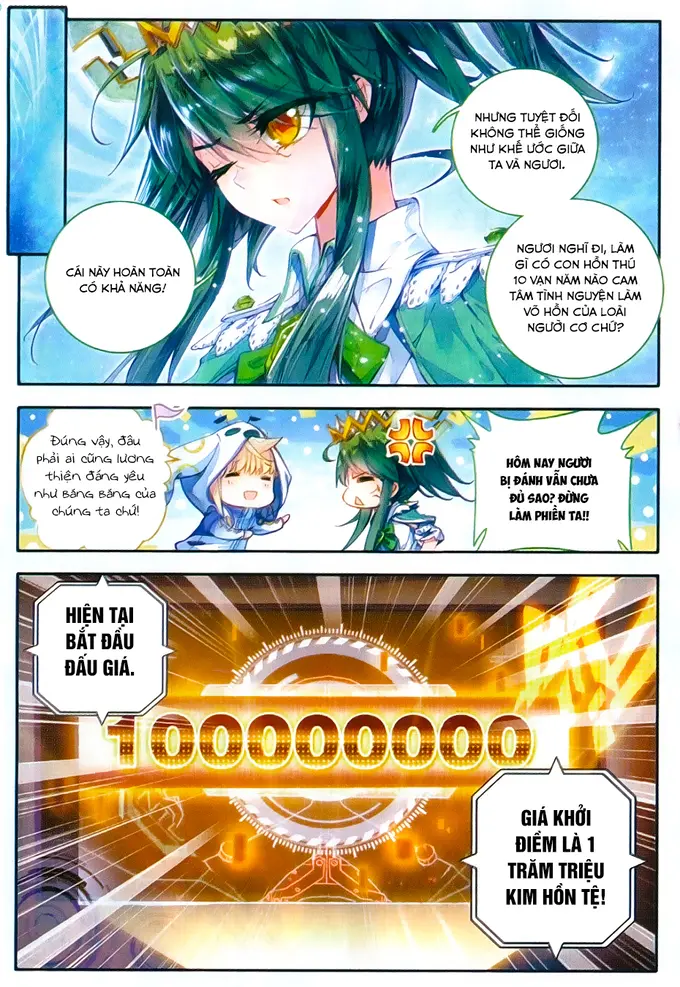 CÁI NÀY HOÀN TOÀN
CÓ KHẢ NĂNG!
NHƯNG TUYỆT ĐỐI
KHÔNG THỂ GIỐNG
NHƯ KHẾ ƯỚC GIỮA
TA VÀ NGƯƠI.
NGƯƠI NGHĨ ĐI, LÀM
GÌ CÓ CON HỒN THÚ
10 VẠN NĂM NÀO CAM
TÂM TÌNH NGUYỆN LÀM
VÕ HỒN CỦA LOÀI
NGƯỜI CƠ CHỨ?
Đúng vậy, đâu
phải ai cũng lương
thiện đáng yêu
như băng băng của
chúng ta chứ!
HÔM NAY NGƯƠI
BỊ ĐÁNH VẪN CHƯA
ĐỦ SAO? ĐỪNG
LÀM PHIỀN TA!!
HIỆN TẠI
BẮT ĐẦU
ĐẤU GIÁ.
100000000
GIÁ KHỞI
ĐIỂM LÀ 1
TRĂM TRIỆU
KIM HỒN TỆ!